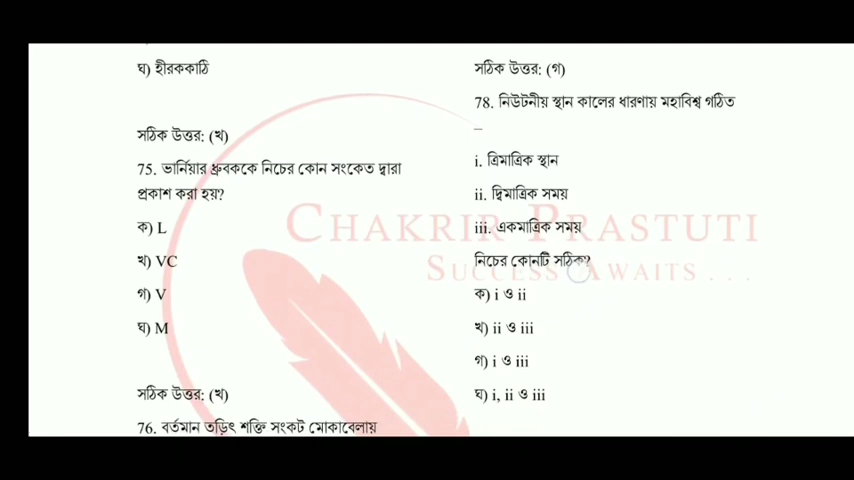 ঘ) হীরককাঠি
সঠিক উত্তর: (খ)
75. ভার্নিয়ার ধ্রুবককে নিচের কোন সংকেত দ্বারা
প্রকাশ করা হয়?
ক) L
খ) VC
গ) V
ঘ) M
সঠিক উত্তর: (খ)
76. বর্তমান তড়িৎ শক্তি সংকট মোকাবেলায়
সঠিক উত্তর: (গ)
78. নিউটনীয় স্থান কালের ধারণায় মহাবিশ্ব গঠিত
–
i. ত্রিমাত্রিক স্থান
ii. দ্বিমাত্রিক সময়
iii. একমাত্রিক সময়
নিচের কোনটি সঠিক?
ক) i ও ii
খ) ii ও iii
গ) i ও iii
ঘ) i, ii ও iii
CHAKRIR PRASTUTI
SUCCESS AWAITS . . .